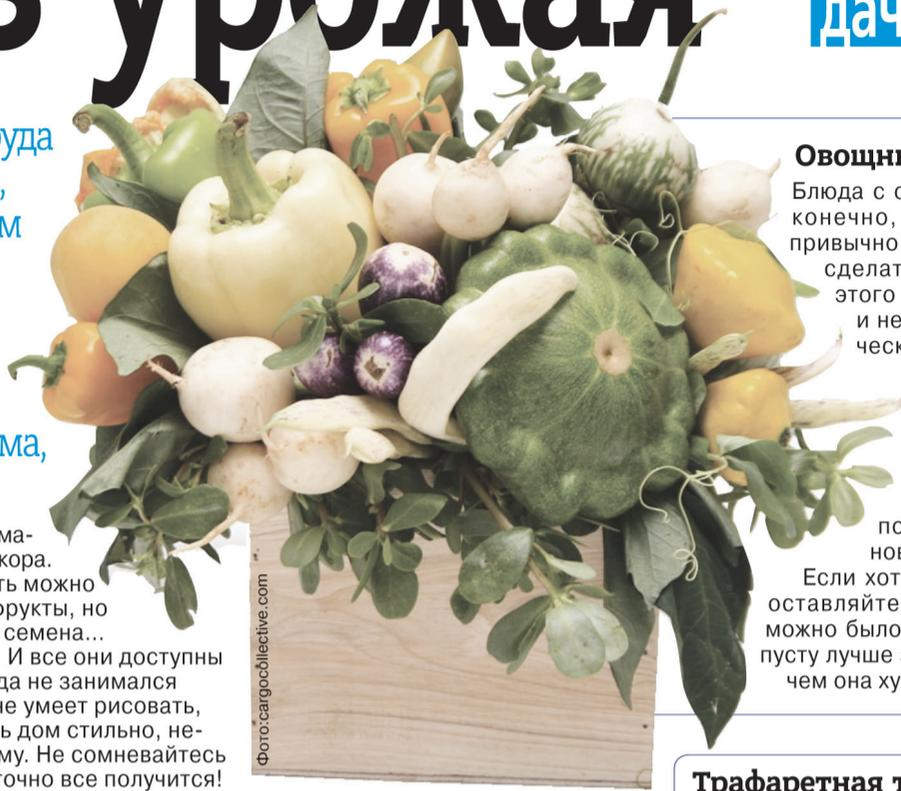 в урожая
дач
руда
,
м
ма,
ма-
кора.
ть можно
фрукты, но
семена...
И все они доступны
да не занимался
не умеет рисовать,
ь дом стильно, не-
му. Не сомневайтесь
точно все получится!
Фото:cargocollective.com
Овощны
Блюда с с
конечно,
привычно
сделат
этого
и не
ческ
по
нов
Если хот
оставляйте
можно было
пусту лучше
чем она ху
Трафаретная т